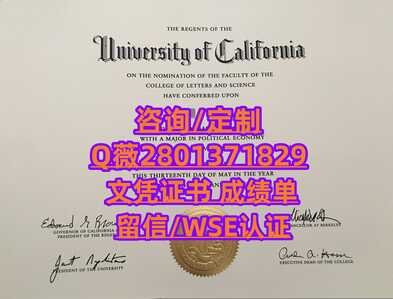 THE REGENTS OF THE
University of California
ON THE NOMINATION OF THE FACULTY OF THE
COLLEGE OF LETTERS AND SCIENCE
HAVE CONFERRED UPON
咨询/定制
WITH A MAJOR IN POLITICAL ECONOMY
Q薇2801371829
THIS THIRTEENTH DAY OF MAY IN THE YEAR
文凭证书 成绩单
GOVERNOR OF CALIFORNIA
PRESIDENT OF THE REGENTS
留信/WSE认证
CHANCELLOR AT BERKELEY
PRESIDENT OF THE UNIVERSITY
EXECUTIVE DEAN OF THE COLLEGE